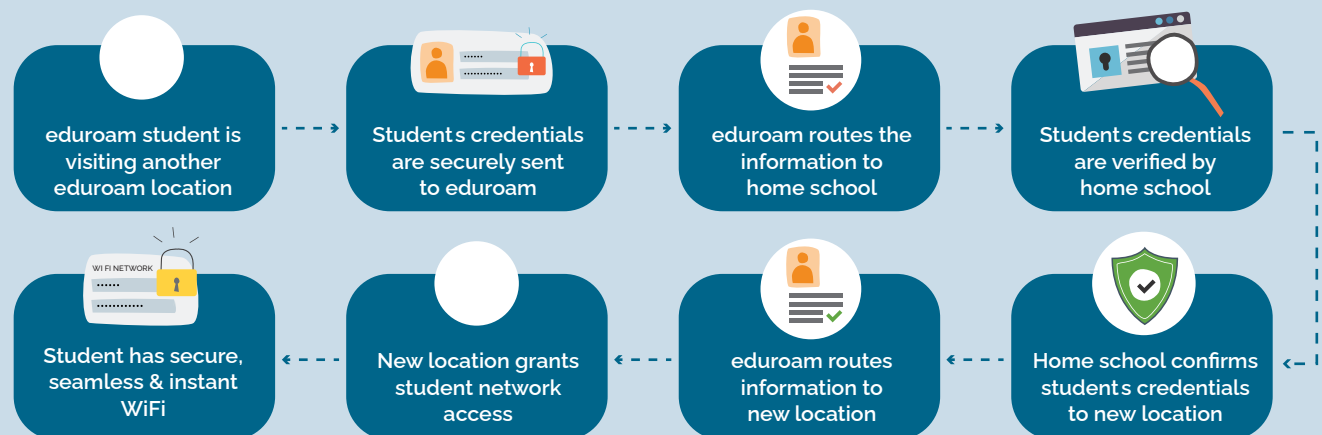 eduroam student is
visiting another
eduroam location
Students credentials
are securely sent
to eduroam
eduroam routes the
information to
home school
Students credentials
are verified by
home school
Home school confirms
students credentials
to new location
eduroam routes
information to
new location
New location grants
student network
access
WI FI NETWORK
Student has secure,
seamless & instant
WiFi